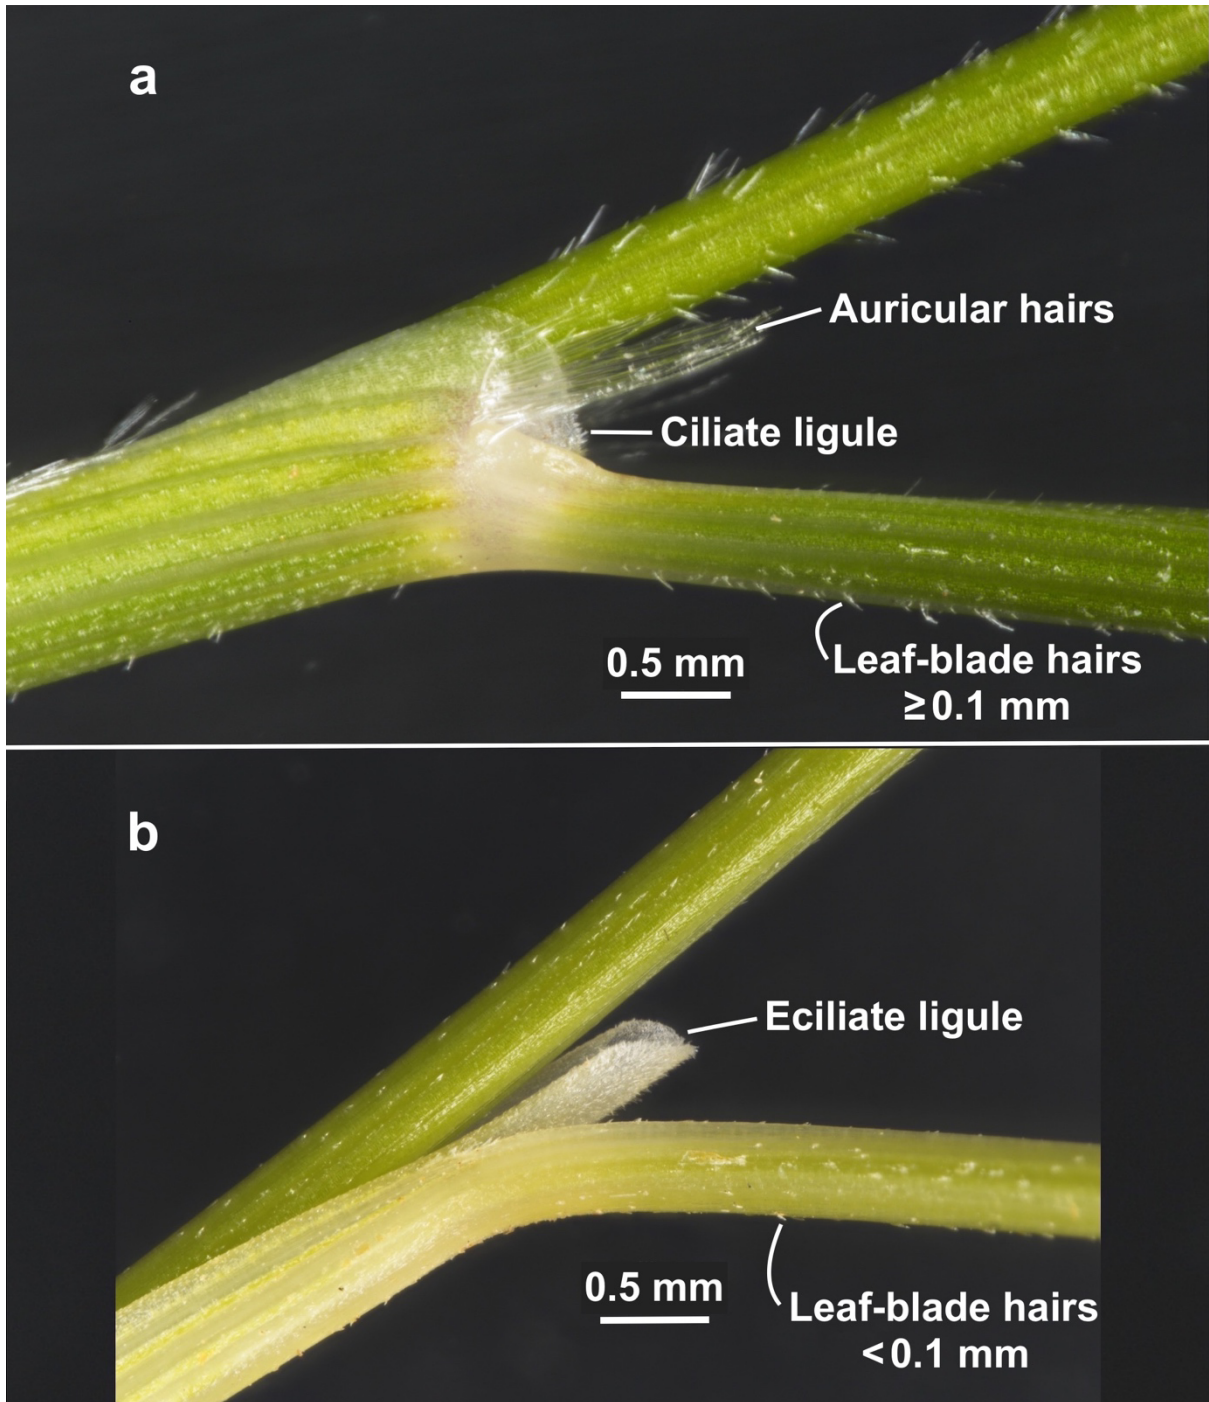 a
Auricular hairs
Ciliate ligule
0.5 mm
Leaf-blade hairs
≥0.1 mm
b
Eciliate ligule
0.5 mm
Leaf-blade hairs
<0.1 mm